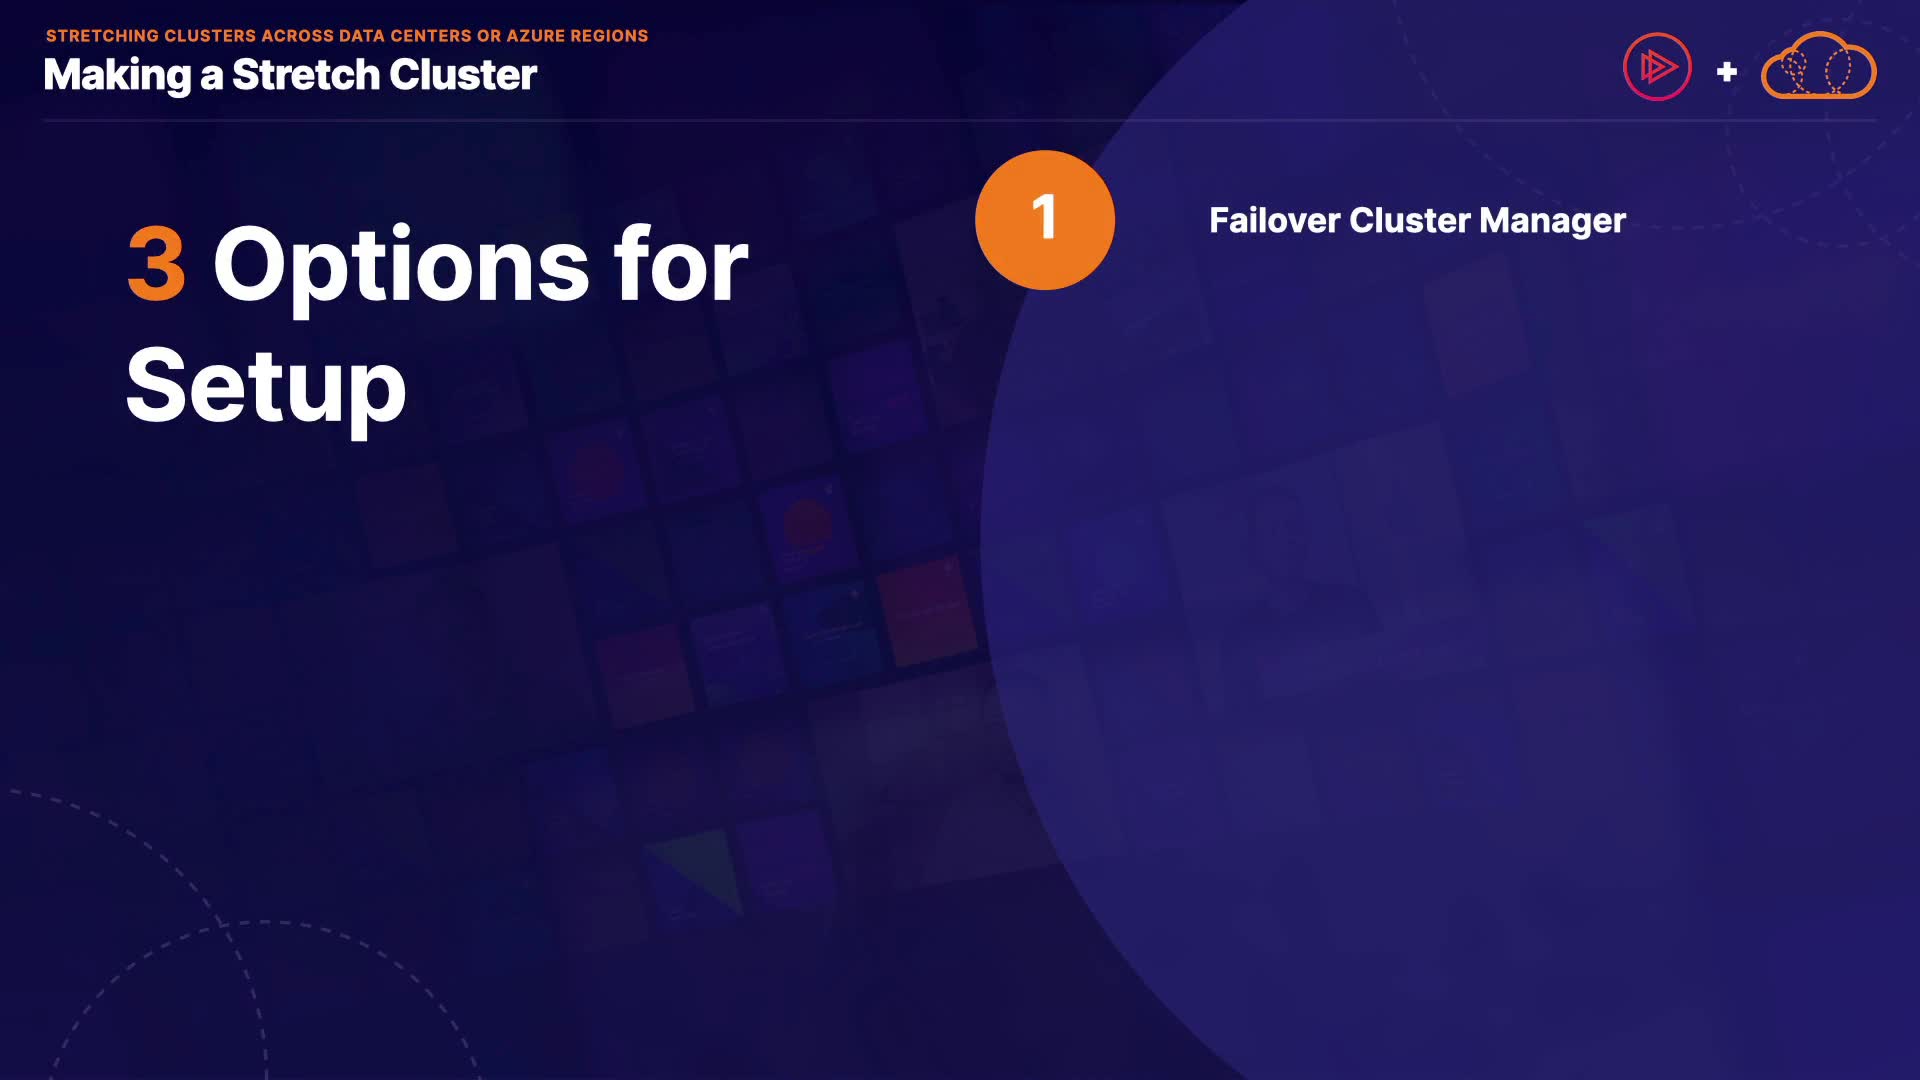 STRETCHING CLUSTERS ACROSS DATA CENTERS OR AZURE REGIONS
Making a Stretch Cluster
3 Options for
Setup
1
Failover Cluster Manager